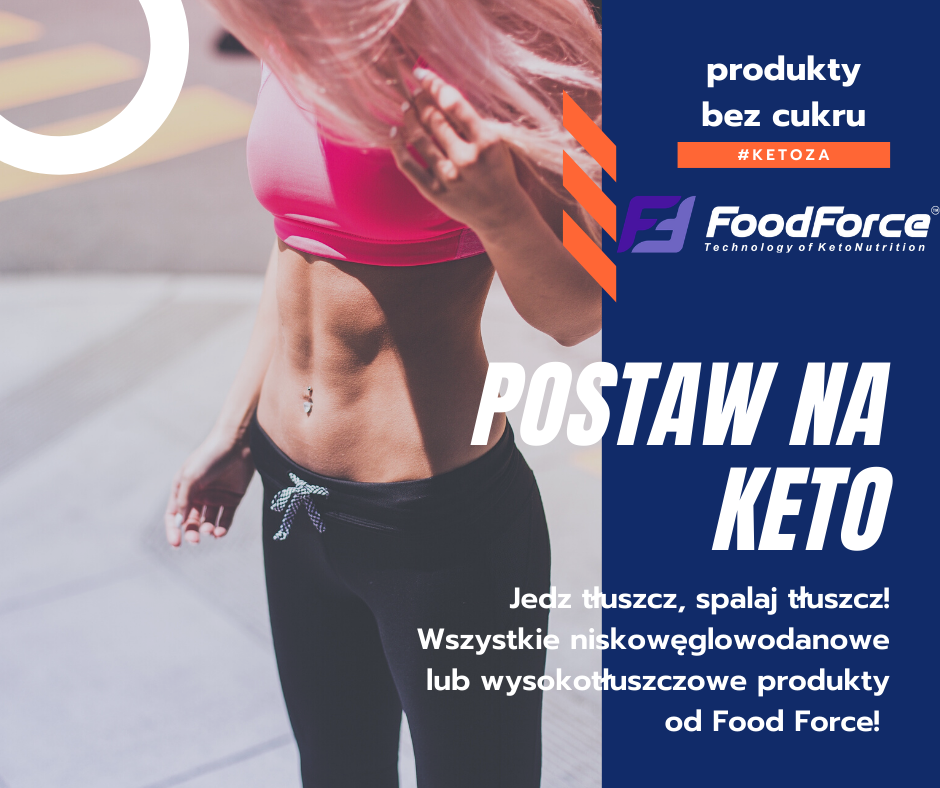 produkty
bez cukru
#KETOZA
FoodForce
Technology of KetoNutrition
POSTAW NA
KETO
Jedz tłuszcz, spalaj tłuszcz!
Wszystkie niskowęglowodanowe
lub wysokotłuszczowe produkty
od Food Force!